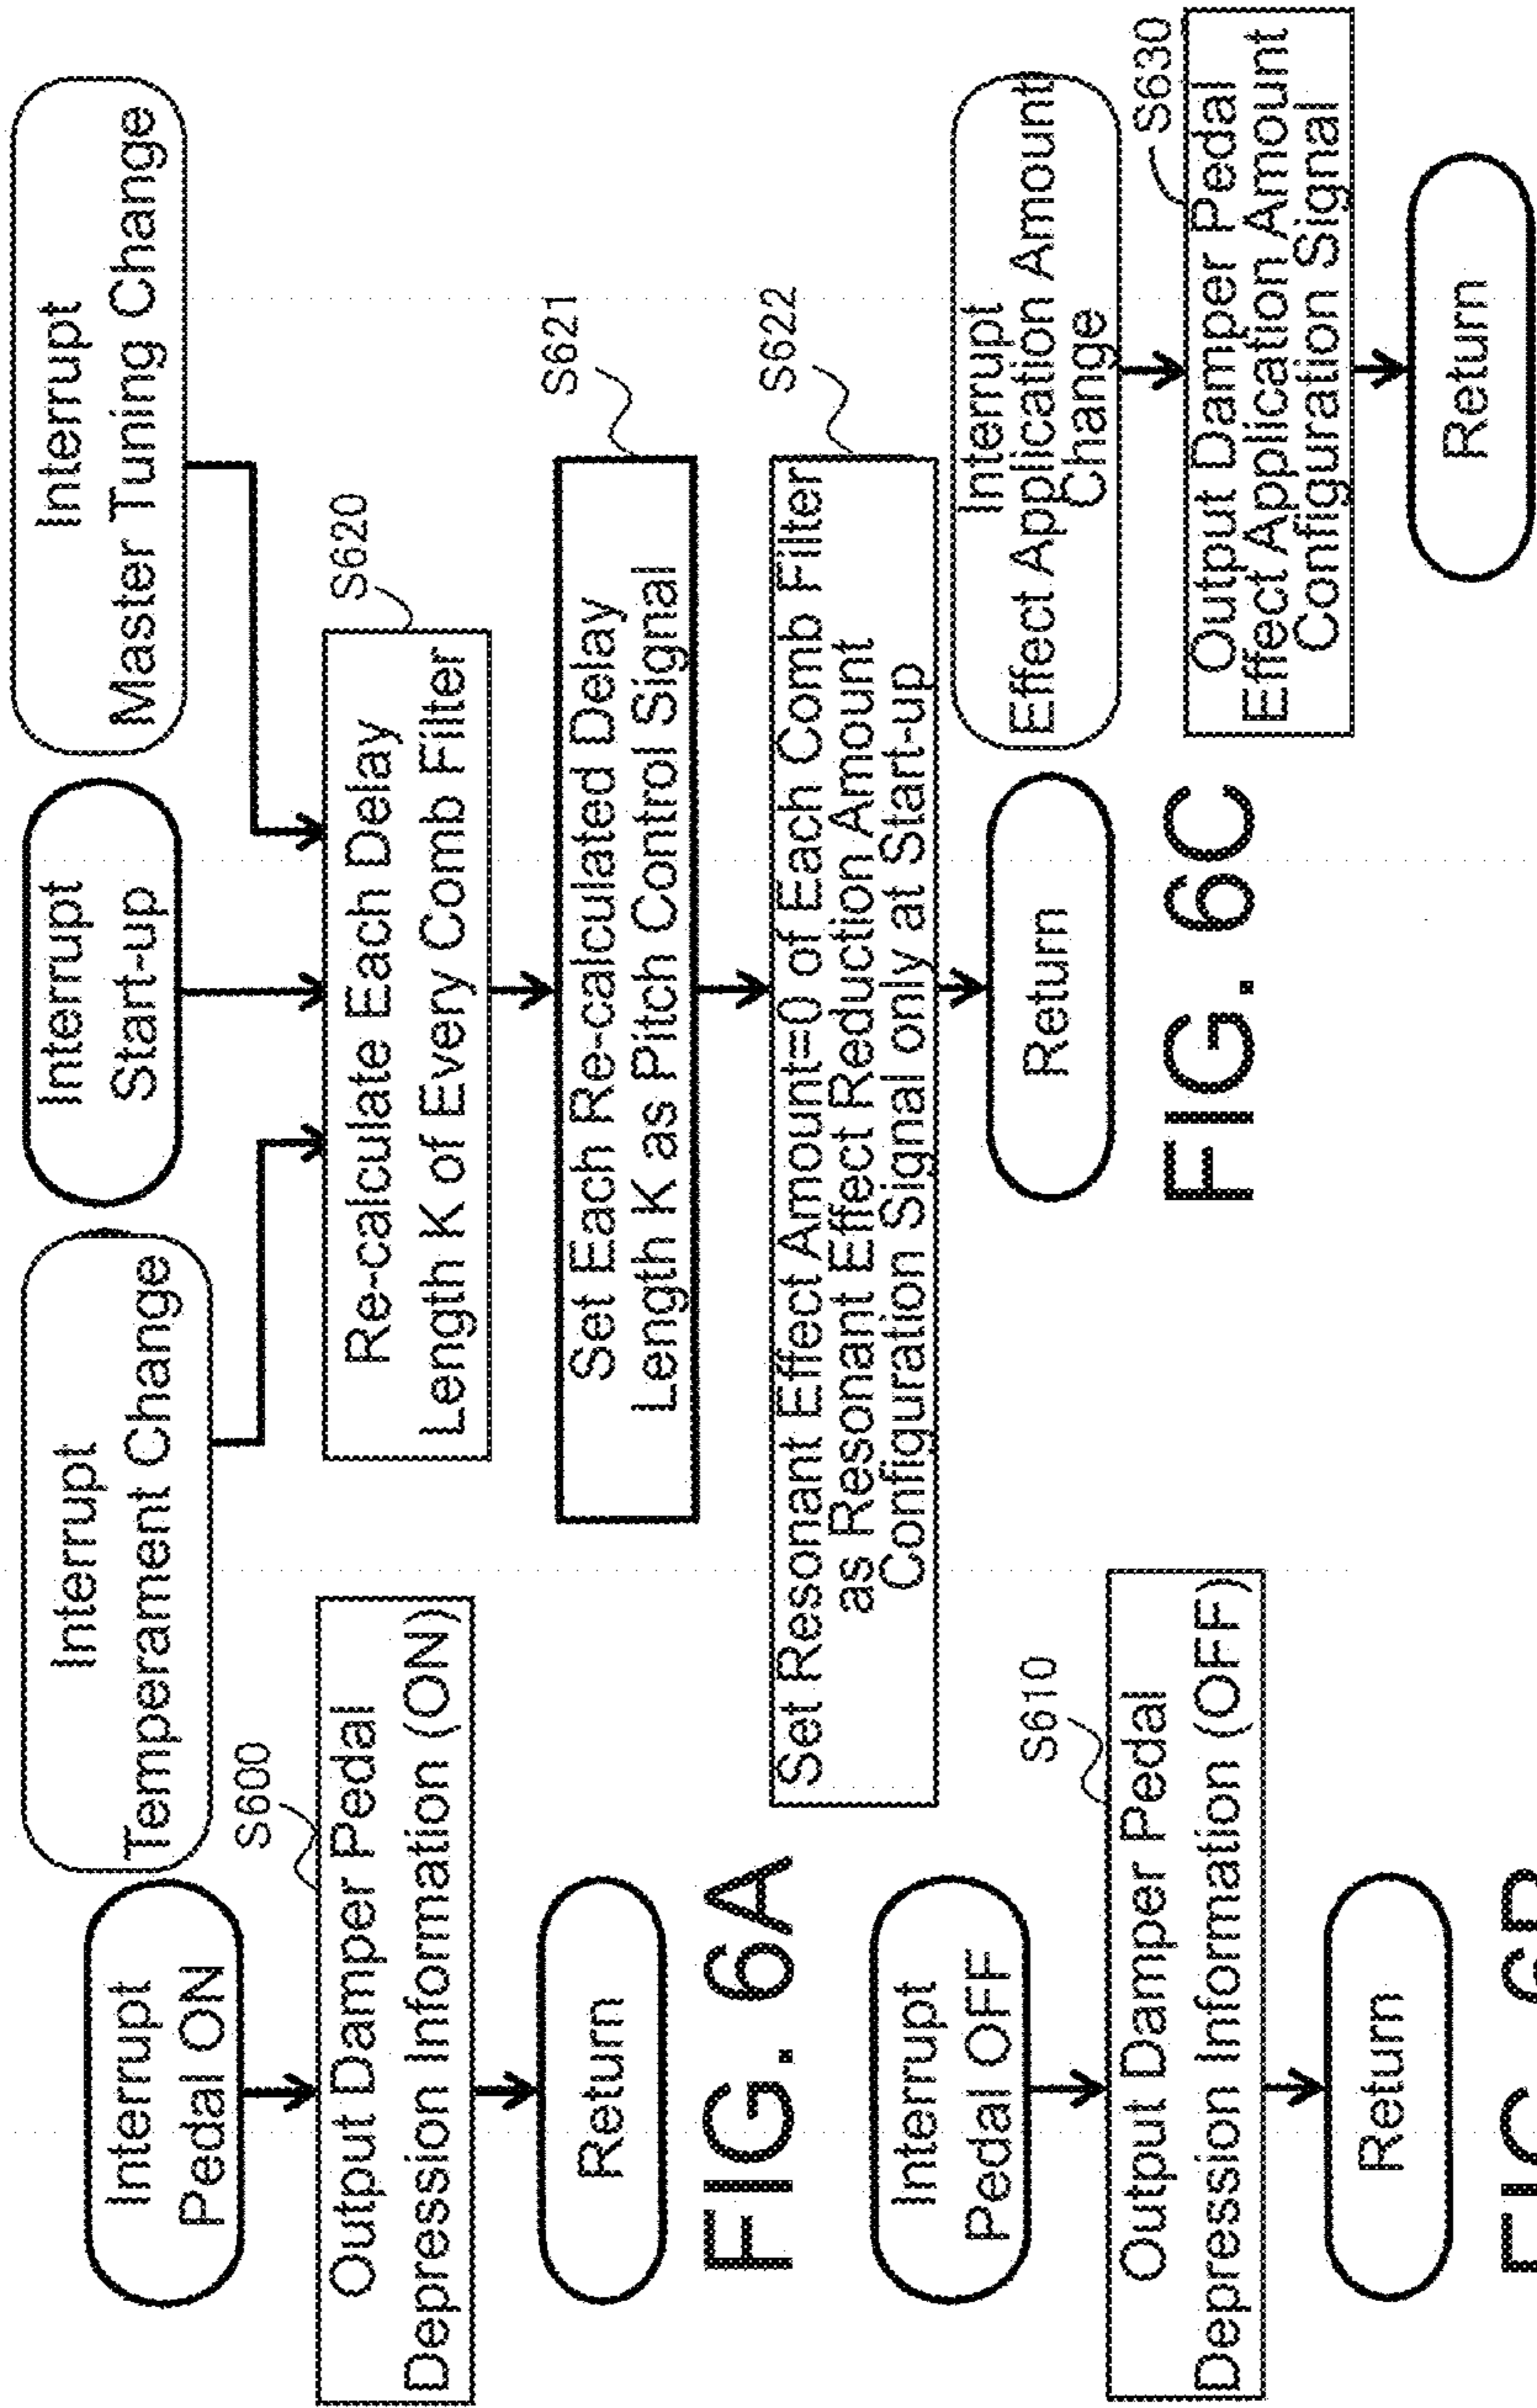 Interrupt
Pedal ON
S600
Output Damper Pedal
Depression Information (ON)
Return
FIG. 6A
Interrupt
Pedal OFF
S610
Output Damper Pedal
Depression Information (OFF)
Return
Interrupt
Temperament Change
Interrupt
Start-up
Interrupt
Master Tuning Change
S620
Re-calculate Each Delay
Length K of Every Comb Filter
S621
Set Each Re-calculated Delay
Length K as Pitch Control Signal
S622
Set Resonant Effect Amount=0 of Each Comb Filter
as Resonant Effect Reduction Amount
Configuration Signal only at Start-up
Return
FIG. 6C
Interrupt
Effect Application Amount
Change
S630
Output Damper Pedal
Effect Application Amount
Configuration Signal
Return